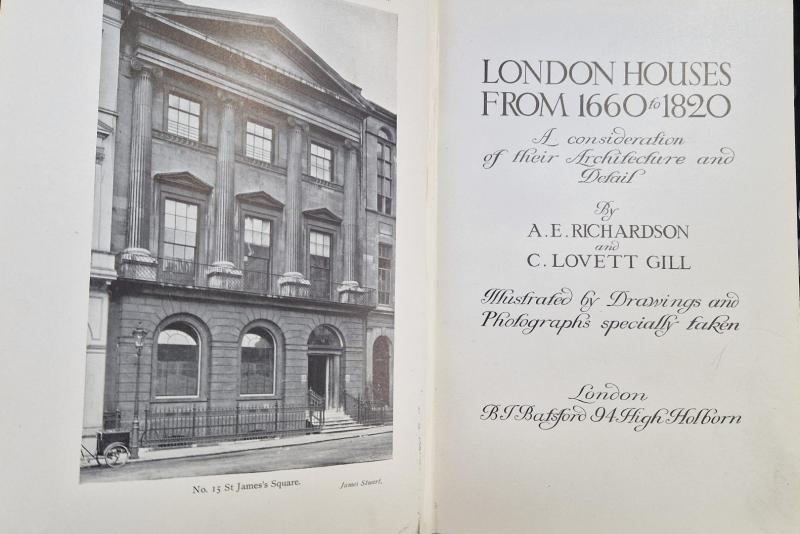 No. 15 St James's Square.
James Stuart.
LONDON HOUSES
FROM 1660 to 1820
A consideration
of their Architecture and
Detail
By
A. E. RICHARDSON
and
C. LOVETT GILL
Illustrated by Drawings and
Photographs specially taken
London
B T Batsford 94 High Holborn